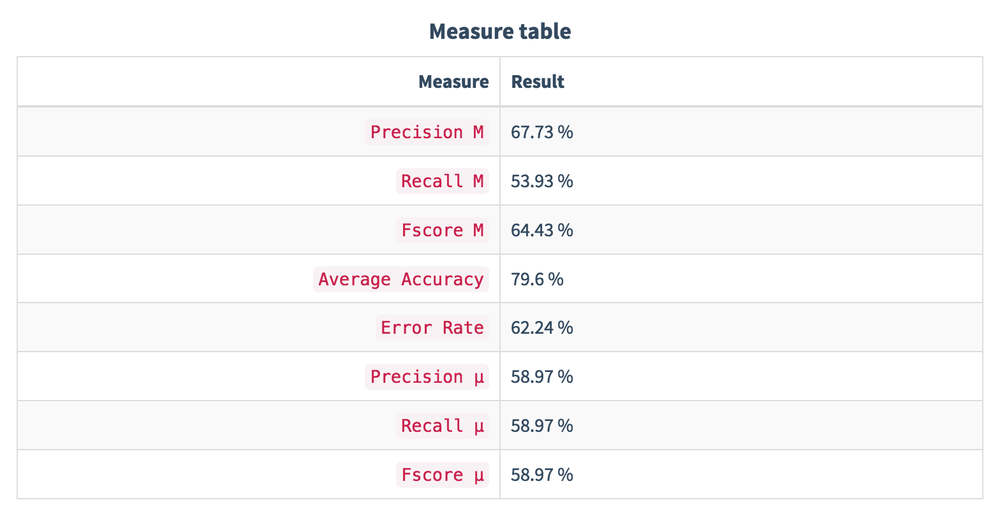 Measure table
Measure Result
Precision M 67.73 %
Recall M 53.93 %
Fscore M 64.43 %
Average Accuracy 79.6 %
Error Rate 62.24 %
Precision μ 58.97 %
Recall μ 58.97 %
Fscore μ 58.97 %